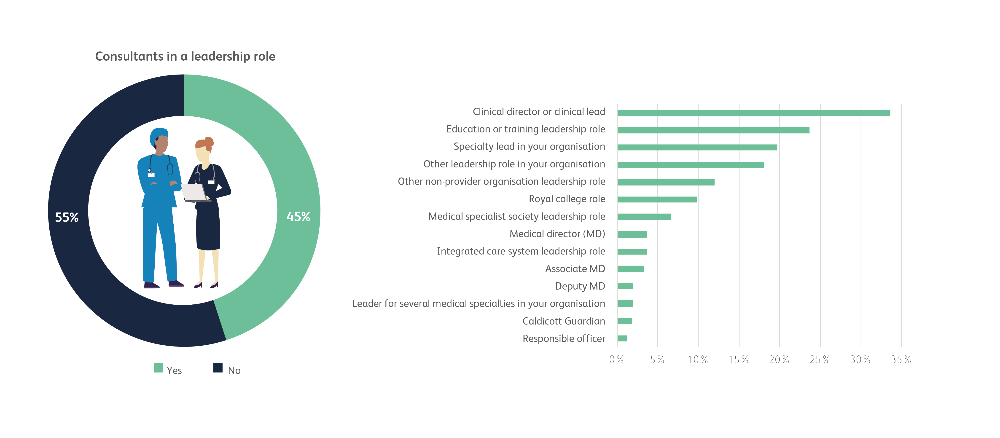 Consultants in a leadership role
55%
45%
Yes
No
Clinical director or clinical lead
Education or training leadership role
Specialty lead in your organisation
Other leadership role in your organisation
Other non-provider organisation leadership role
Royal college role
Medical specialist society leadership role
Medical director (MD)
Integrated care system leadership role
Associate MD
Deputy MD
Leader for several medical specialties in your organisation
Caldicott Guardian
Responsible officer
0% 5% 10% 15% 20% 25% 30% 35%